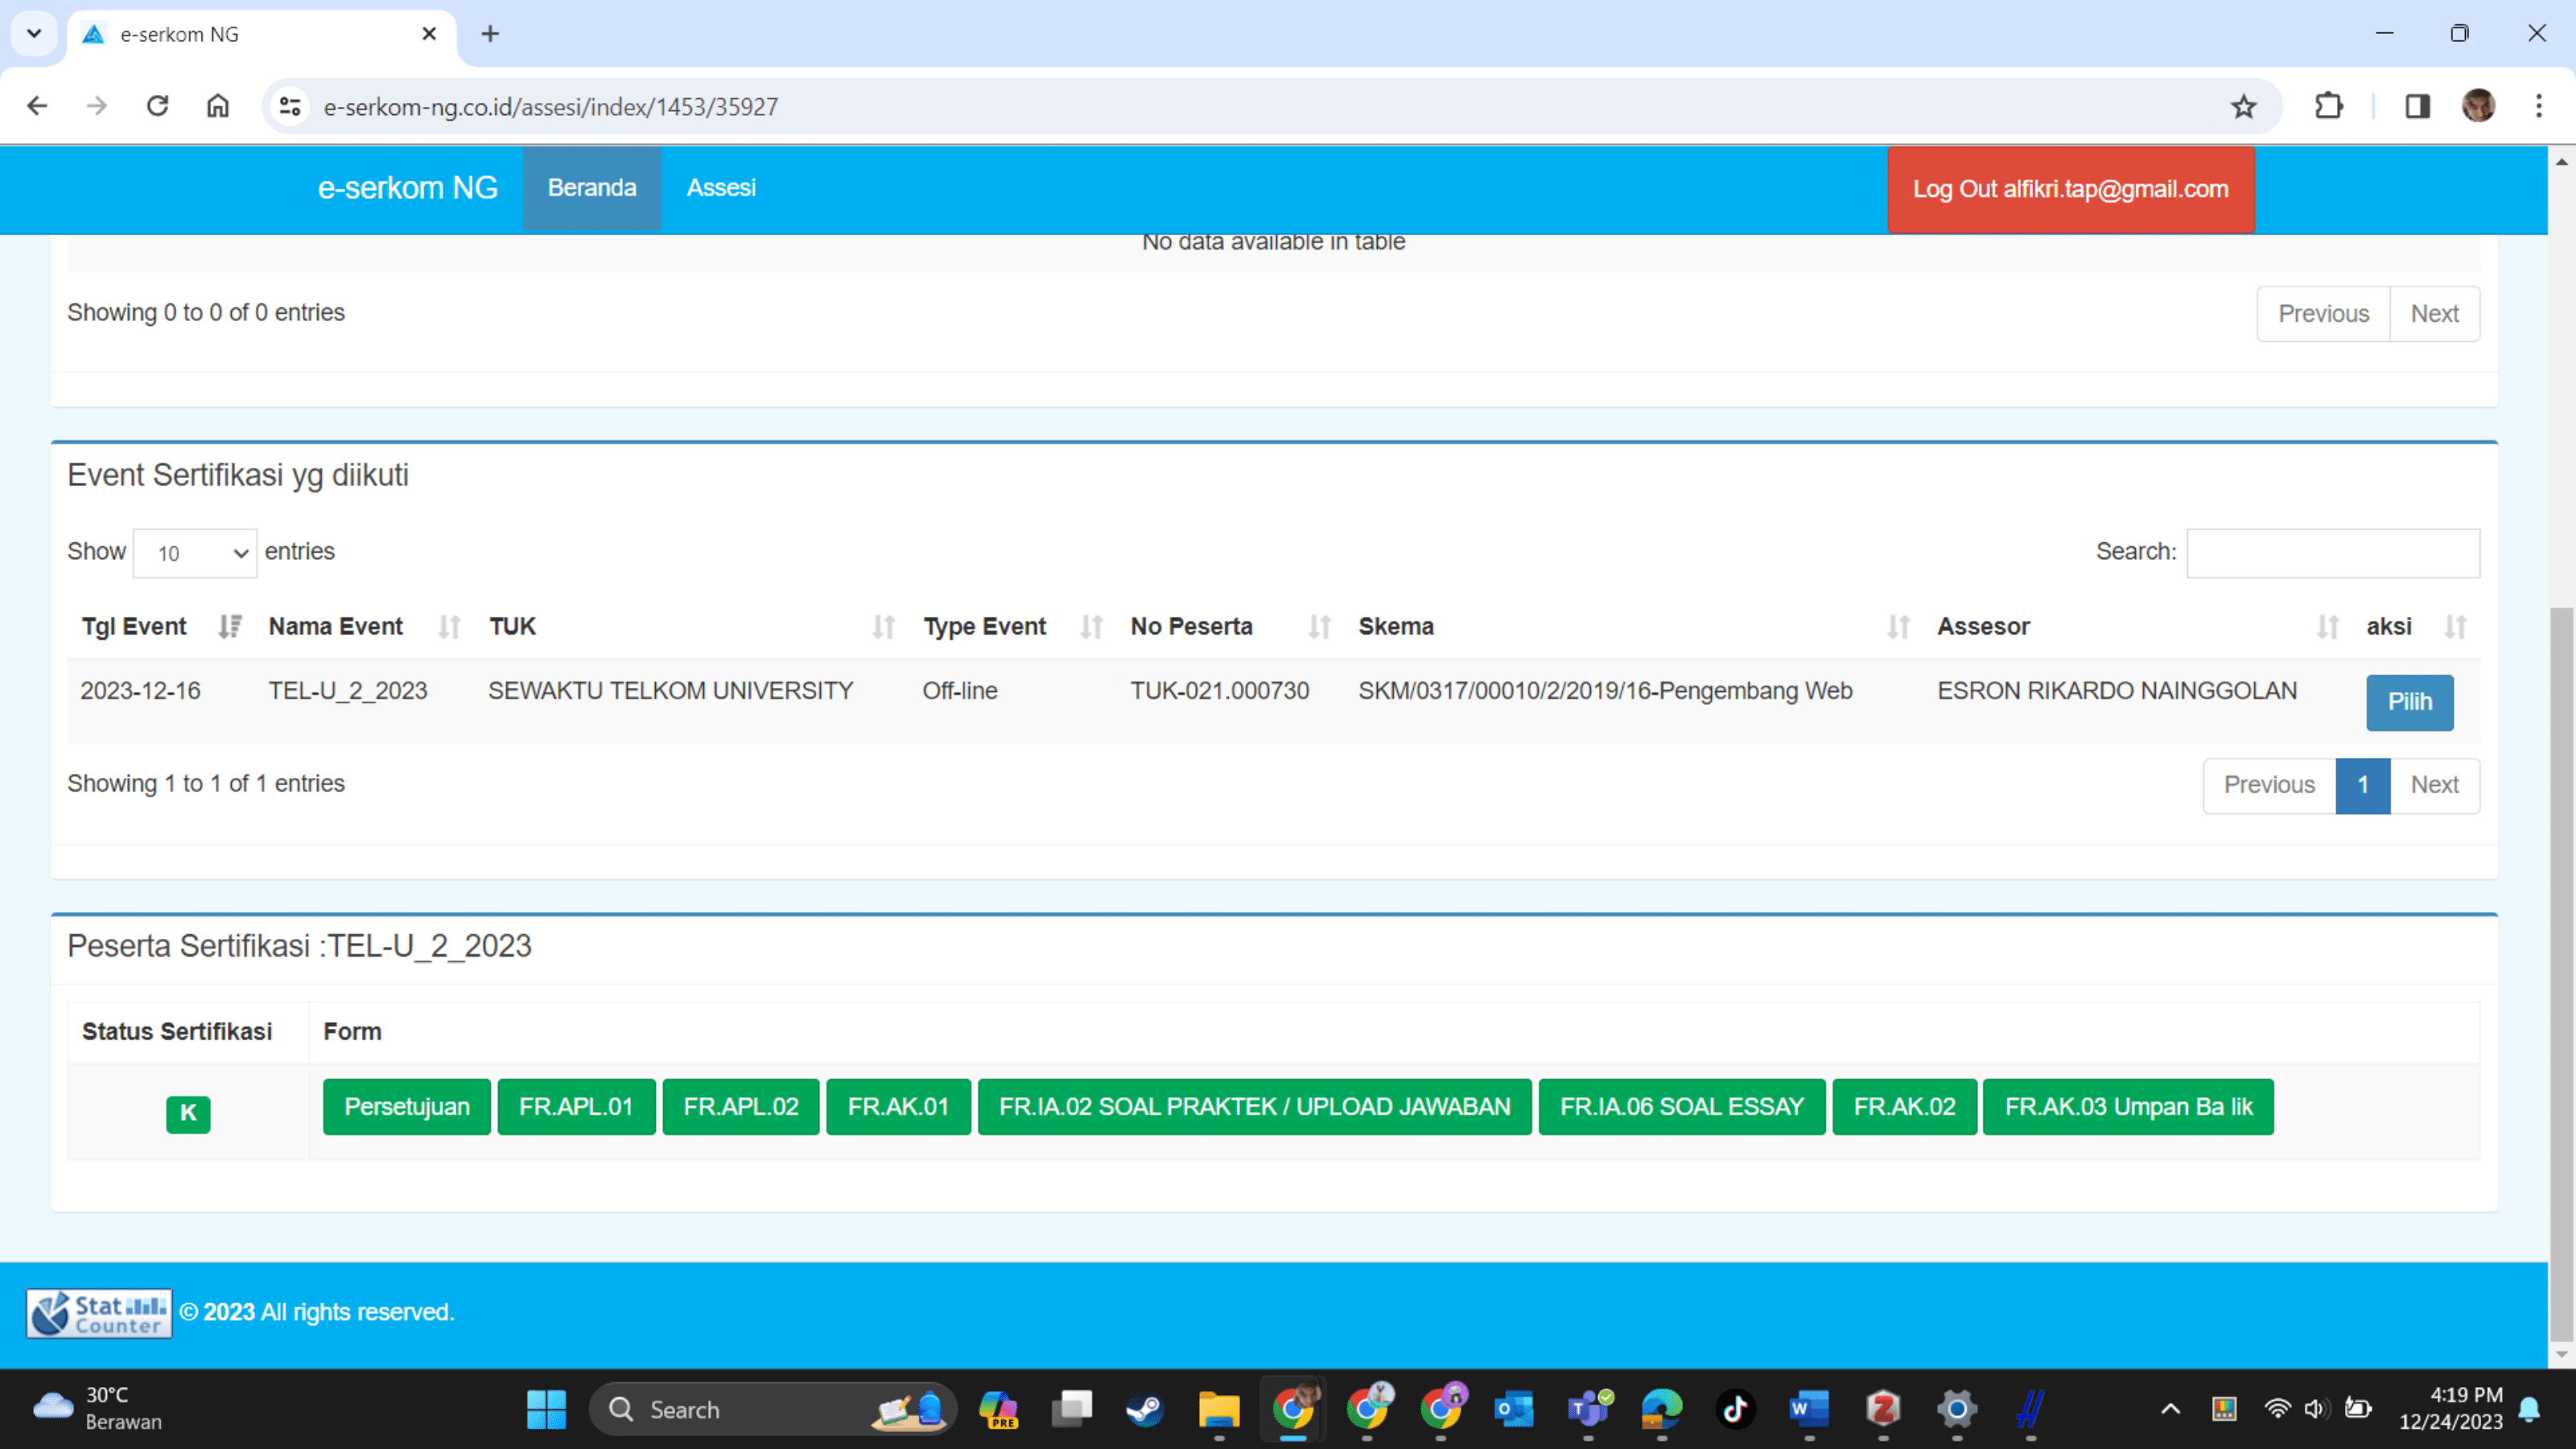 e-serkom NG
e-serkom-ng.co.id/assesi/index/1453/35927
e-serkom NG Beranda Assesi Log Out alfikri.tap@gmail.com
No data available in table
Showing 0 to 0 of 0 entries Previous Next
Event Sertifikasi yg diikuti
Show 10 entries Search:
Tgl Event Nama Event TUK Type Event No Peserta Skema Assesor aksi
2023-12-16 TEL-U_2_2023 SEWAKTU TELKOM UNIVERSITY Off-line TUK-021.000730 SKM/0317/00010/2/2019/16-Pengembang Web ESRON RIKARDO NAINGGOLAN Pilih
Showing 1 to 1 of 1 entries Previous 1 Next
Peserta Sertifikasi :TEL-U_2_2023
Status Sertifikasi Form
K Persetujuan FR.APL.01 FR.APL.02 FR.AK.01 FR.IA.02 SOAL PRAKTEK / UPLOAD JAWABAN FR.IA.06 SOAL ESSAY FR.AK.02 FR.AK.03 Umpan Ba lik
Stat
Counter
© 2023 All rights reserved.
30°C
Berawan
Search
PRE
4:19 PM
12/24/2023